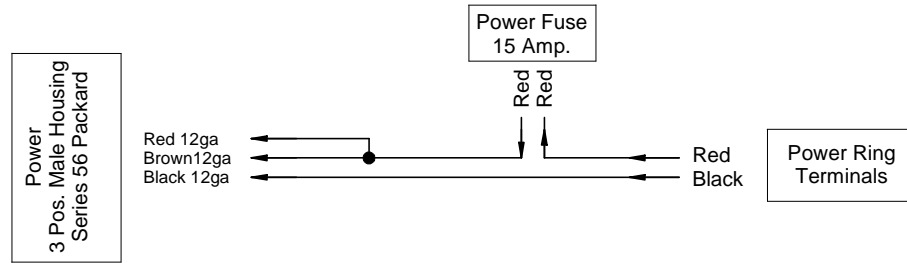 Power Fuse
15 Amp.
Red
Red
Power
3 Pos. Male Housing
Series 56 Packard
Red 12ga
Brown12ga
Black 12ga
Red
Black
Power Ring
Terminals